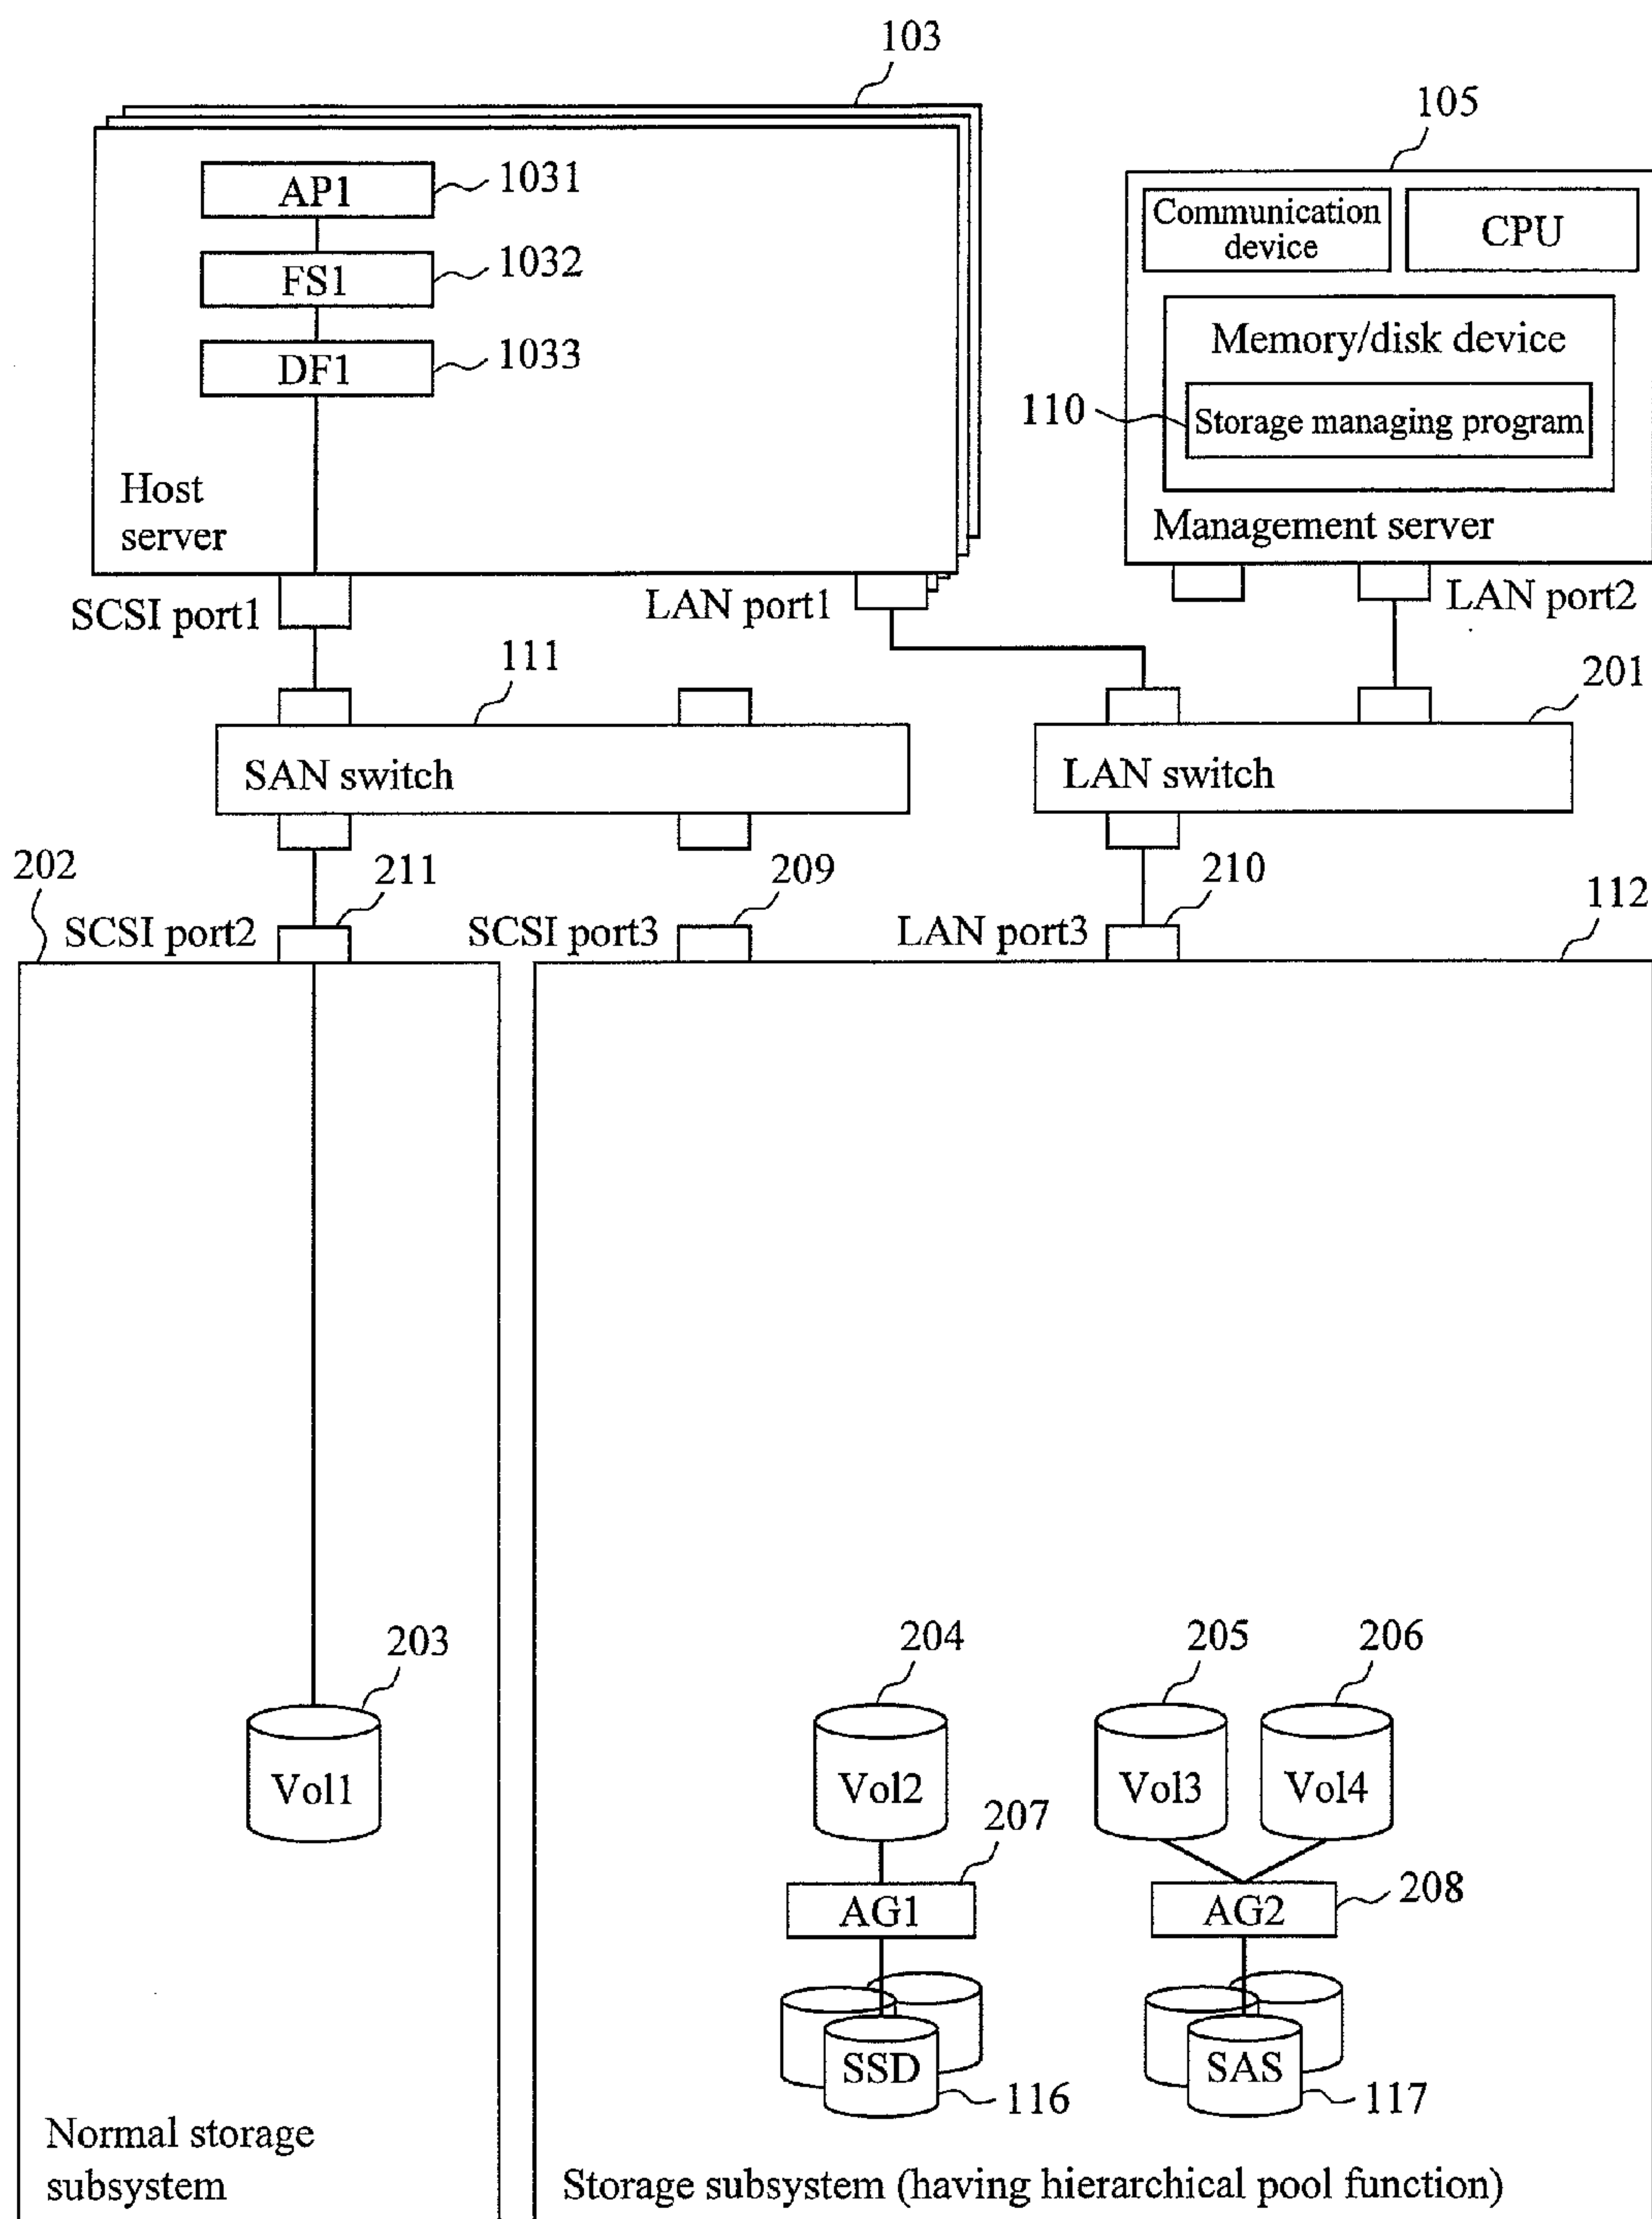 103
105
AP1
1031
Communication
device
CPU
FS1
1032
Memory/disk device
DF1
1033
110
Storage managing program
Host
server
Management server
SCSI port1
LAN port1
LAN port2
111
201
SAN switch
LAN switch
202
211
209
210
112
SCSI port2
SCSI port3
LAN port3
203
204
205
206
Vol1
Vol2
Vol3
Vol4
207
AG1
AG2
208
SSD
116
SAS
117
Normal storage
subsystem
Storage subsystem (having hierarchical pool function)